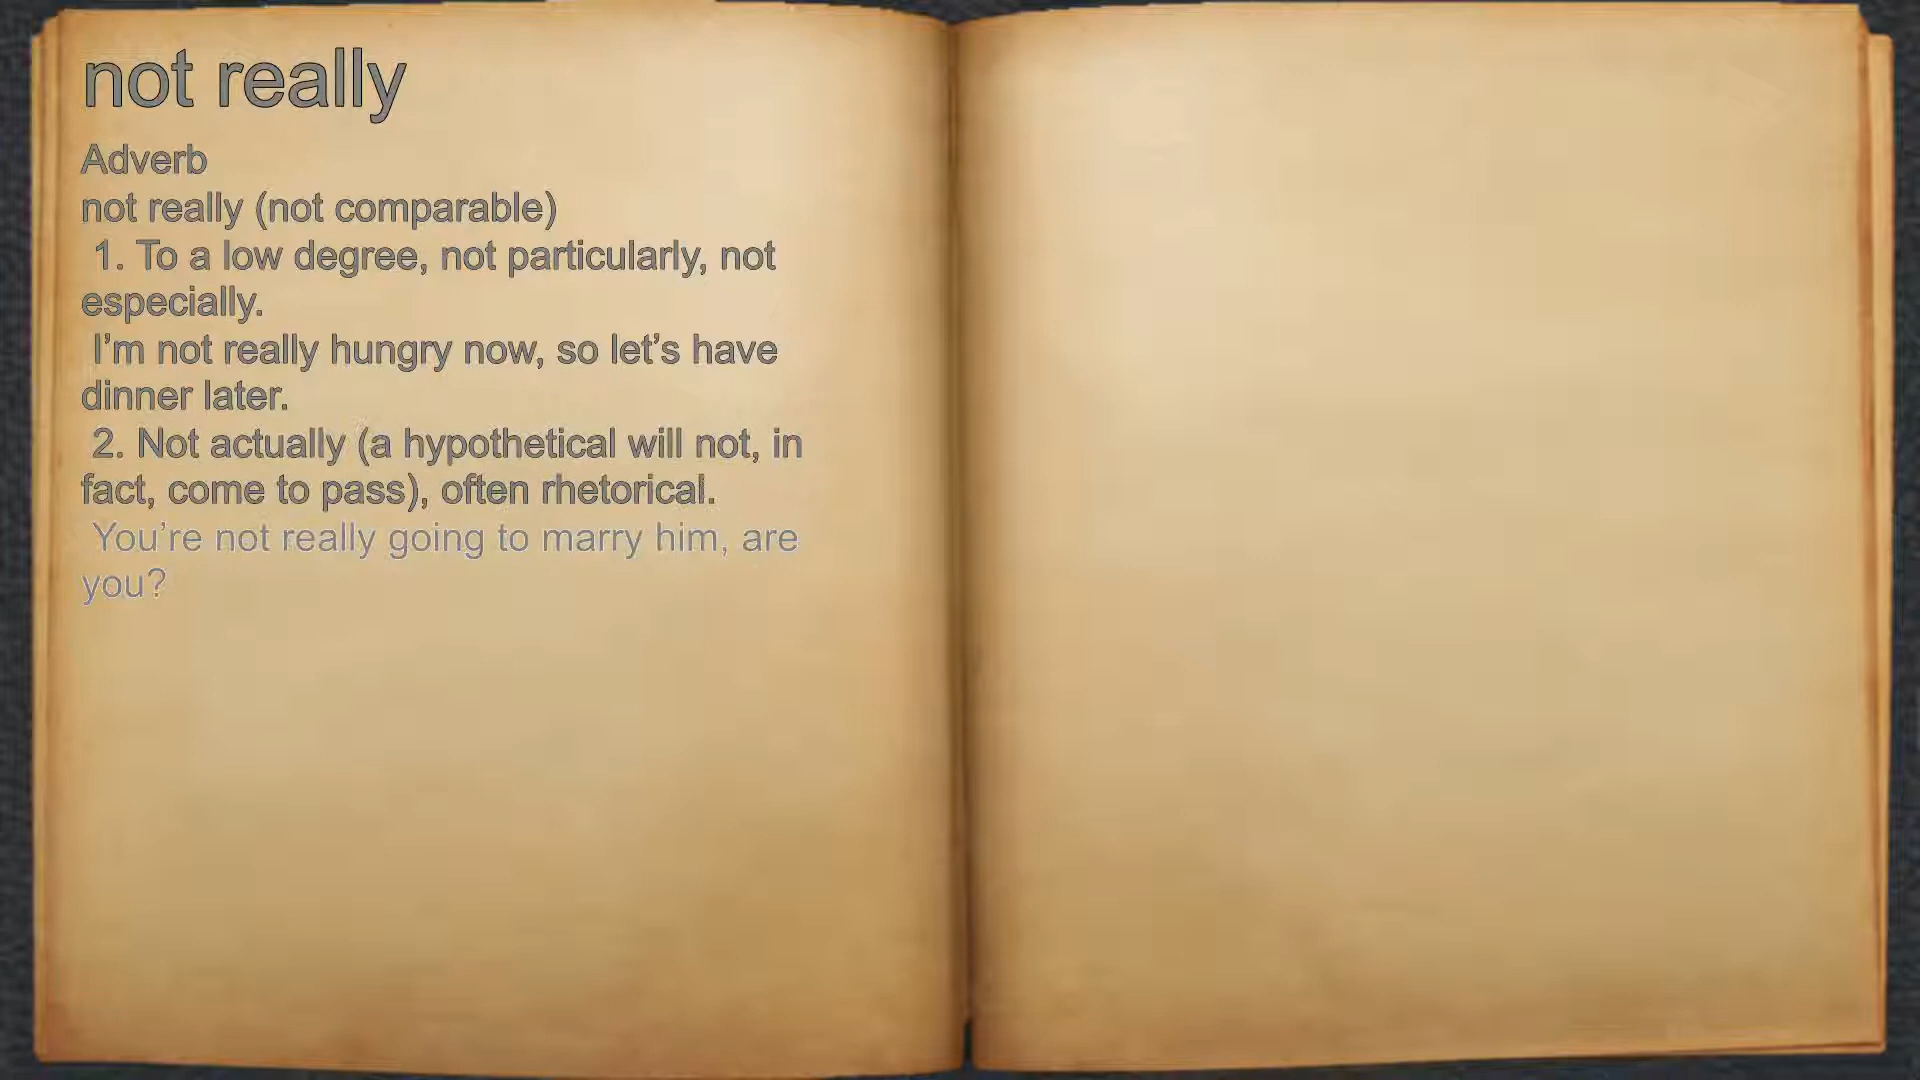 not really
Adverb
not really (not comparable)
1. To a low degree, not particularly, not
especially.
I’m not really hungry now, so let’s have
dinner later.
2. Not actually (a hypothetical will not, in
fact, come to pass), often rhetorical.
You’re not really going to marry him, are
you?